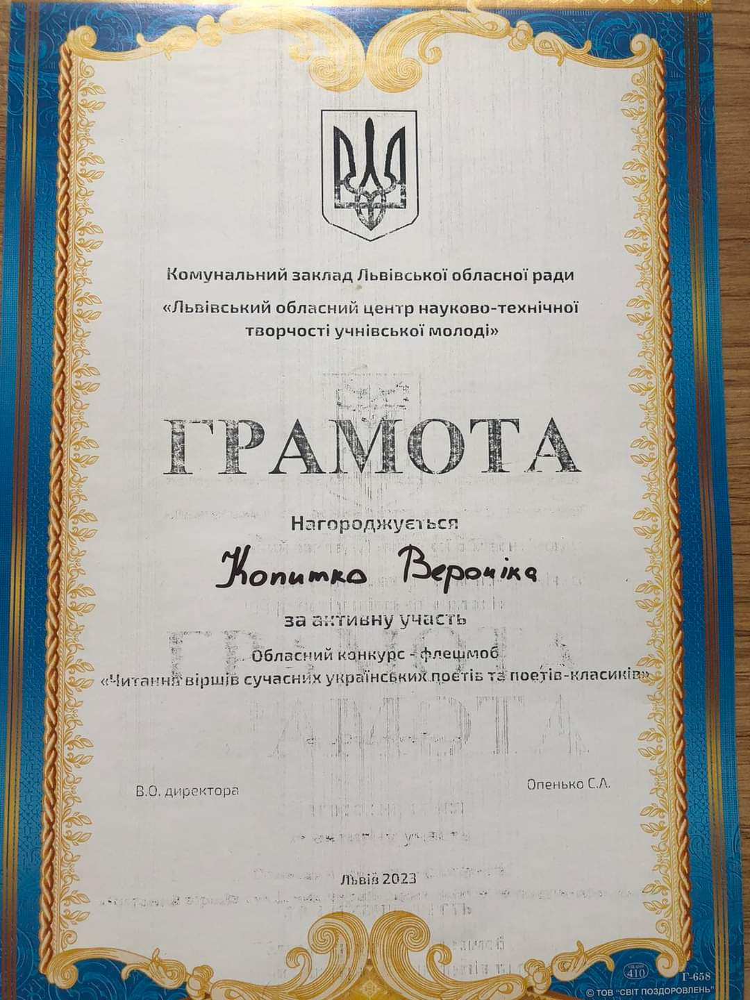 Комунальний заклад Львівської обласної ради
«Львівський обласний центр науково-технічної
творчості учнівської молоді»
ГРАМОТА
Нагороджується
Копитко Вероніка
за активну участь
Обласний конкурс - флешмоб
«Читання віршів сучасних українських поетів та поетів-класиків»
В.О. директора
Опенько С.А.
Львів 2023
410
Г-658
© ТОВ "СВІТ ПОЗДОРОВЛЕНЬ"